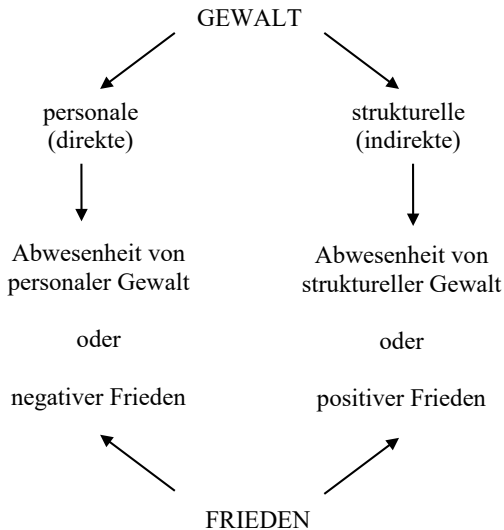 GEWALT
personale
(direkte)
strukturelle
(indirekte)
Abwesenheit von
personaler Gewalt
oder
negativer Frieden
Abwesenheit von
struktureller Gewalt
oder
positiver Frieden
FRIEDEN